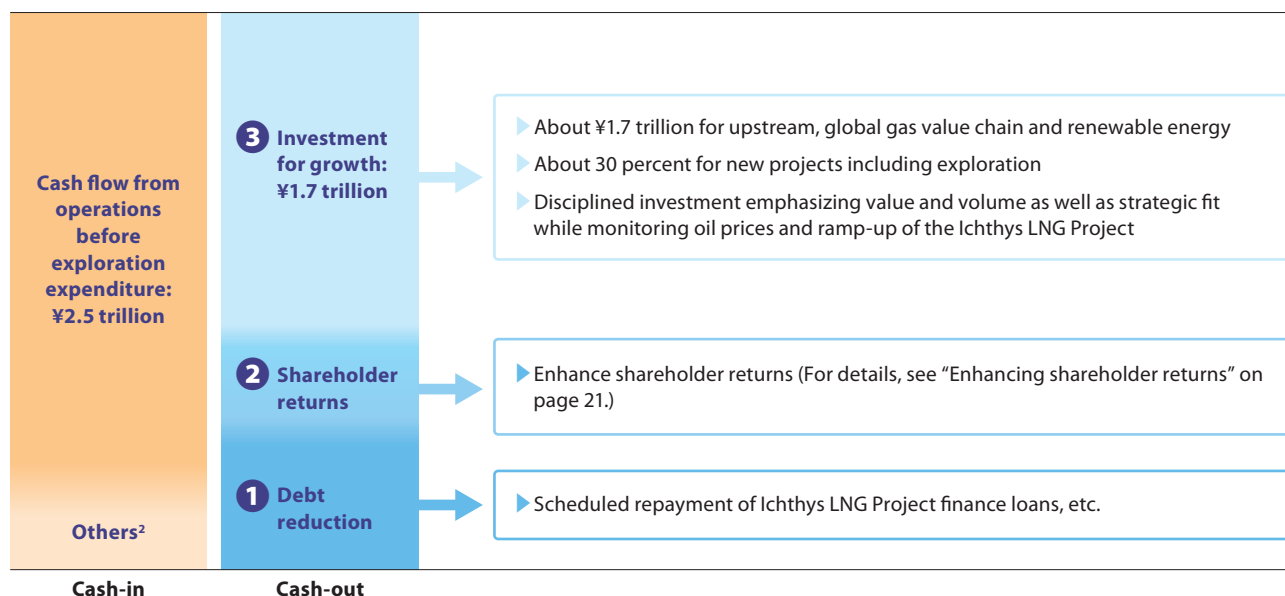 Cash flow from
operations
before
exploration
expenditure:
¥2.5 trillion
Others²
Cash-in
3 Investment
for growth:
¥1.7 trillion
2 Shareholder
returns
1 Debt
reduction
Cash-out
About ¥1.7 trillion for upstream, global gas value chain and renewable energy
About 30 percent for new projects including exploration
Disciplined investment emphasizing value and volume as well as strategic fit
while monitoring oil prices and ramp-up of the Ichthys LNG Project
Enhance shareholder returns (For details, see “Enhancing shareholder returns” on
page 21.)
Scheduled repayment of Ichthys LNG Project finance loans, etc.